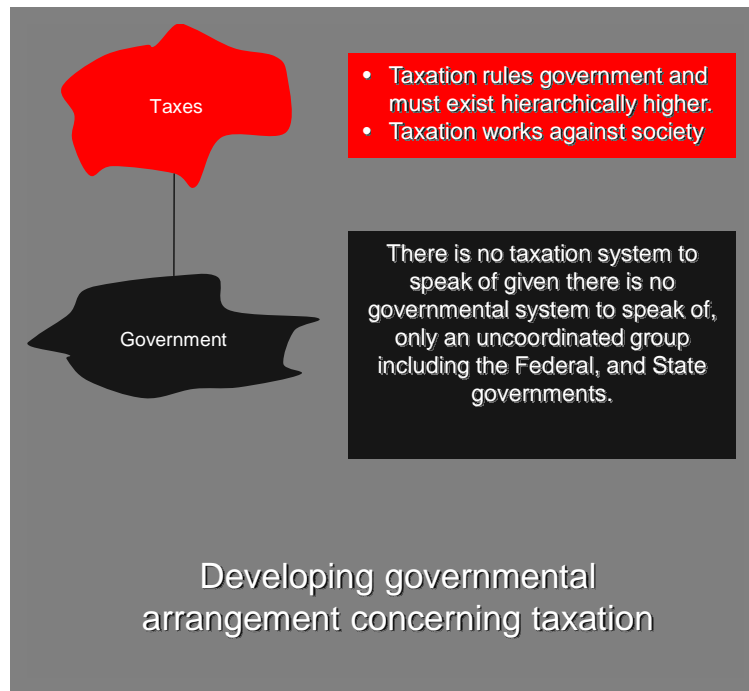 Taxes
• Taxation rules government and
must exist hierarchically higher.
• Taxation works against society
Government
There is no taxation system to
speak of given there is no
governmental system to speak of,
only an uncoordinated group
including the Federal, and State
governments.
Developing governmental
arrangement concerning taxation